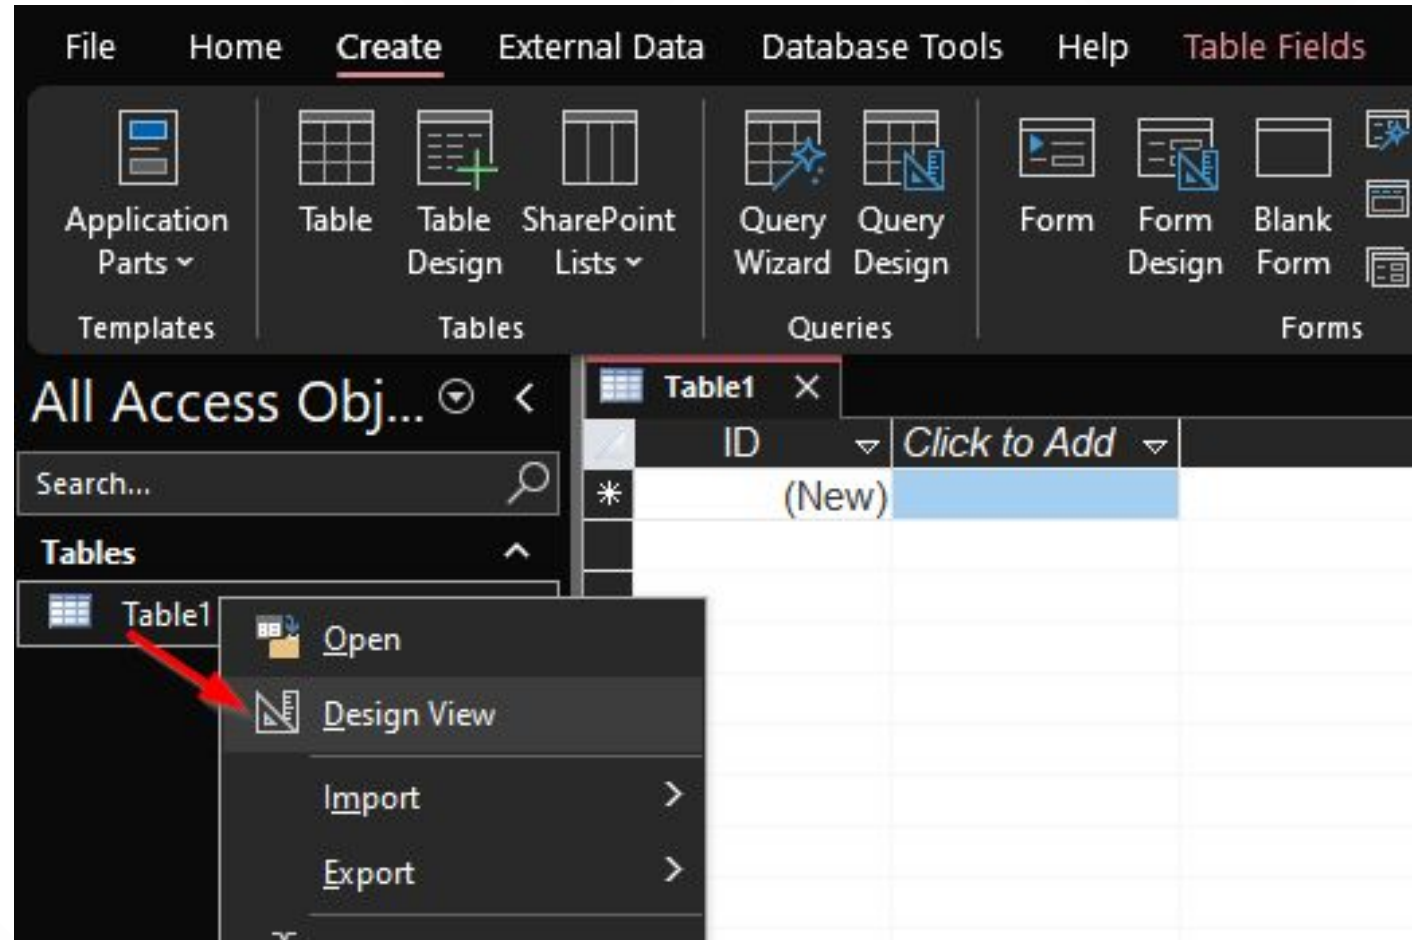 File Home Create External Data Database Tools Help Table Fields
Application Parts
Table
Table Design
SharePoint Lists
Query Wizard
Query Design
Form
Form Design
Blank Form
Templates
Tables
Queries
Forms
All Access Obj...
Search...
Tables
Table1
Open
Design View
Import
Export
Table1
ID Click to Add
(New)